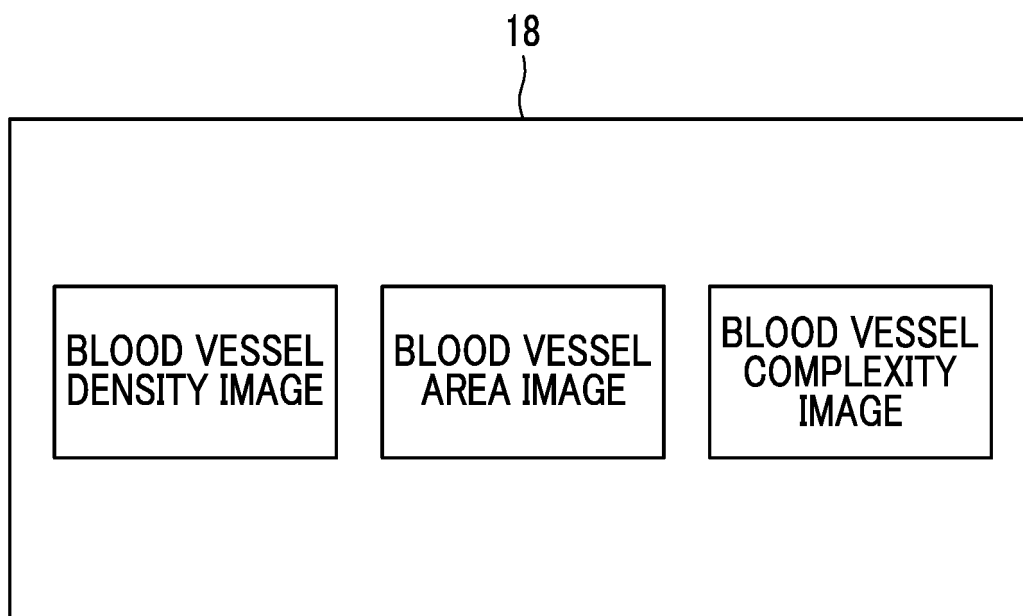 18
BLOOD VESSEL
DENSITY IMAGE
BLOOD VESSEL
AREA IMAGE
BLOOD VESSEL
COMPLEXITY
IMAGE